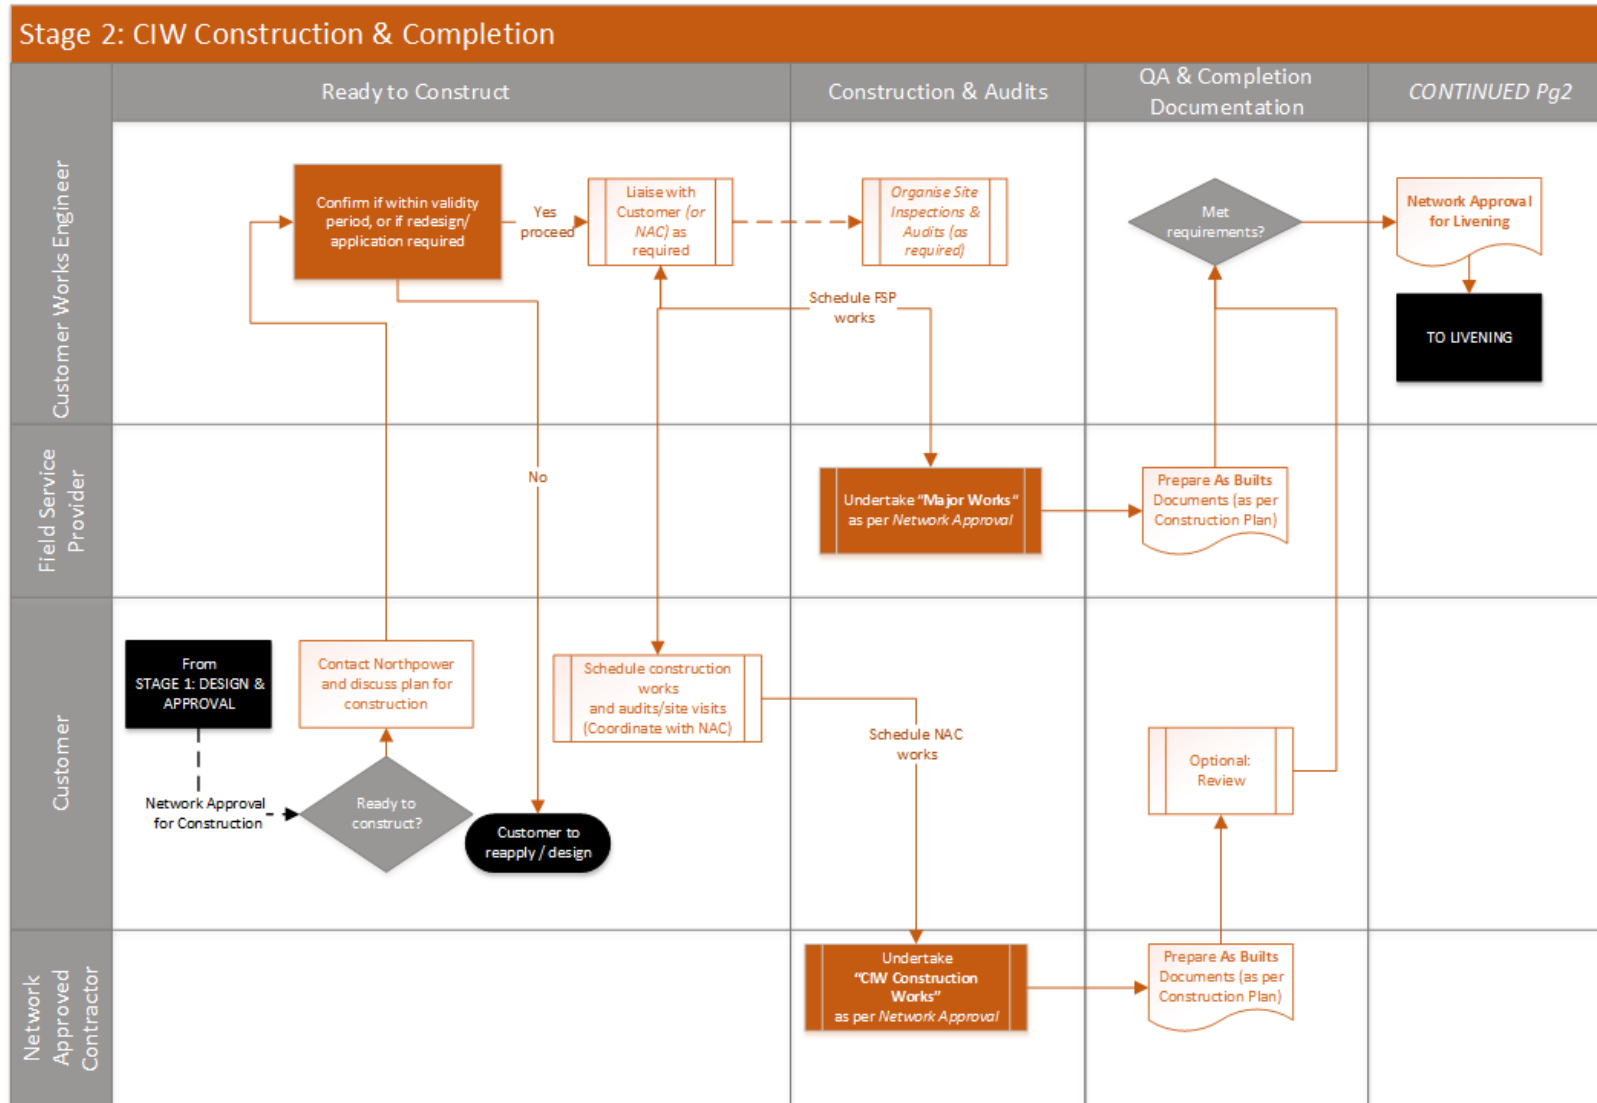 Stage 2: CIW Construction & Completion
Ready to Construct
Construction & Audits
QA & Completion
Documentation
CONTINUED Pg2
Customer Works Engineer
Confirm if within validity
period, or if redesign/
application required
Yes
proceed
Liaise with
Customer (or
NAC) as
required
Organise Site
Inspections &
Audits (as
required)
Met
requirements?
Network Approval
for Livening
Schedule FSP
works
TO LIVENING
Field Service
Provider
No
Undertake “Major Works”
as per Network Approval
Prepare As Builts
Documents (as per
Construction Plan)
Customer
From
STAGE 1: DESIGN &
APPROVAL
Contact Northpower
and discuss plan for
construction
Schedule construction
works
and audits/site visits
(Coordinate with NAC)
Schedule NAC
works
Optional:
Review
Network Approval
for Construction
Ready to
construct?
Customer to
reapply / design
Network
Approved
Contractor
Undertake
“CIW Construction
Works”
as per Network Approval
Prepare As Builts
Documents (as per
Construction Plan)